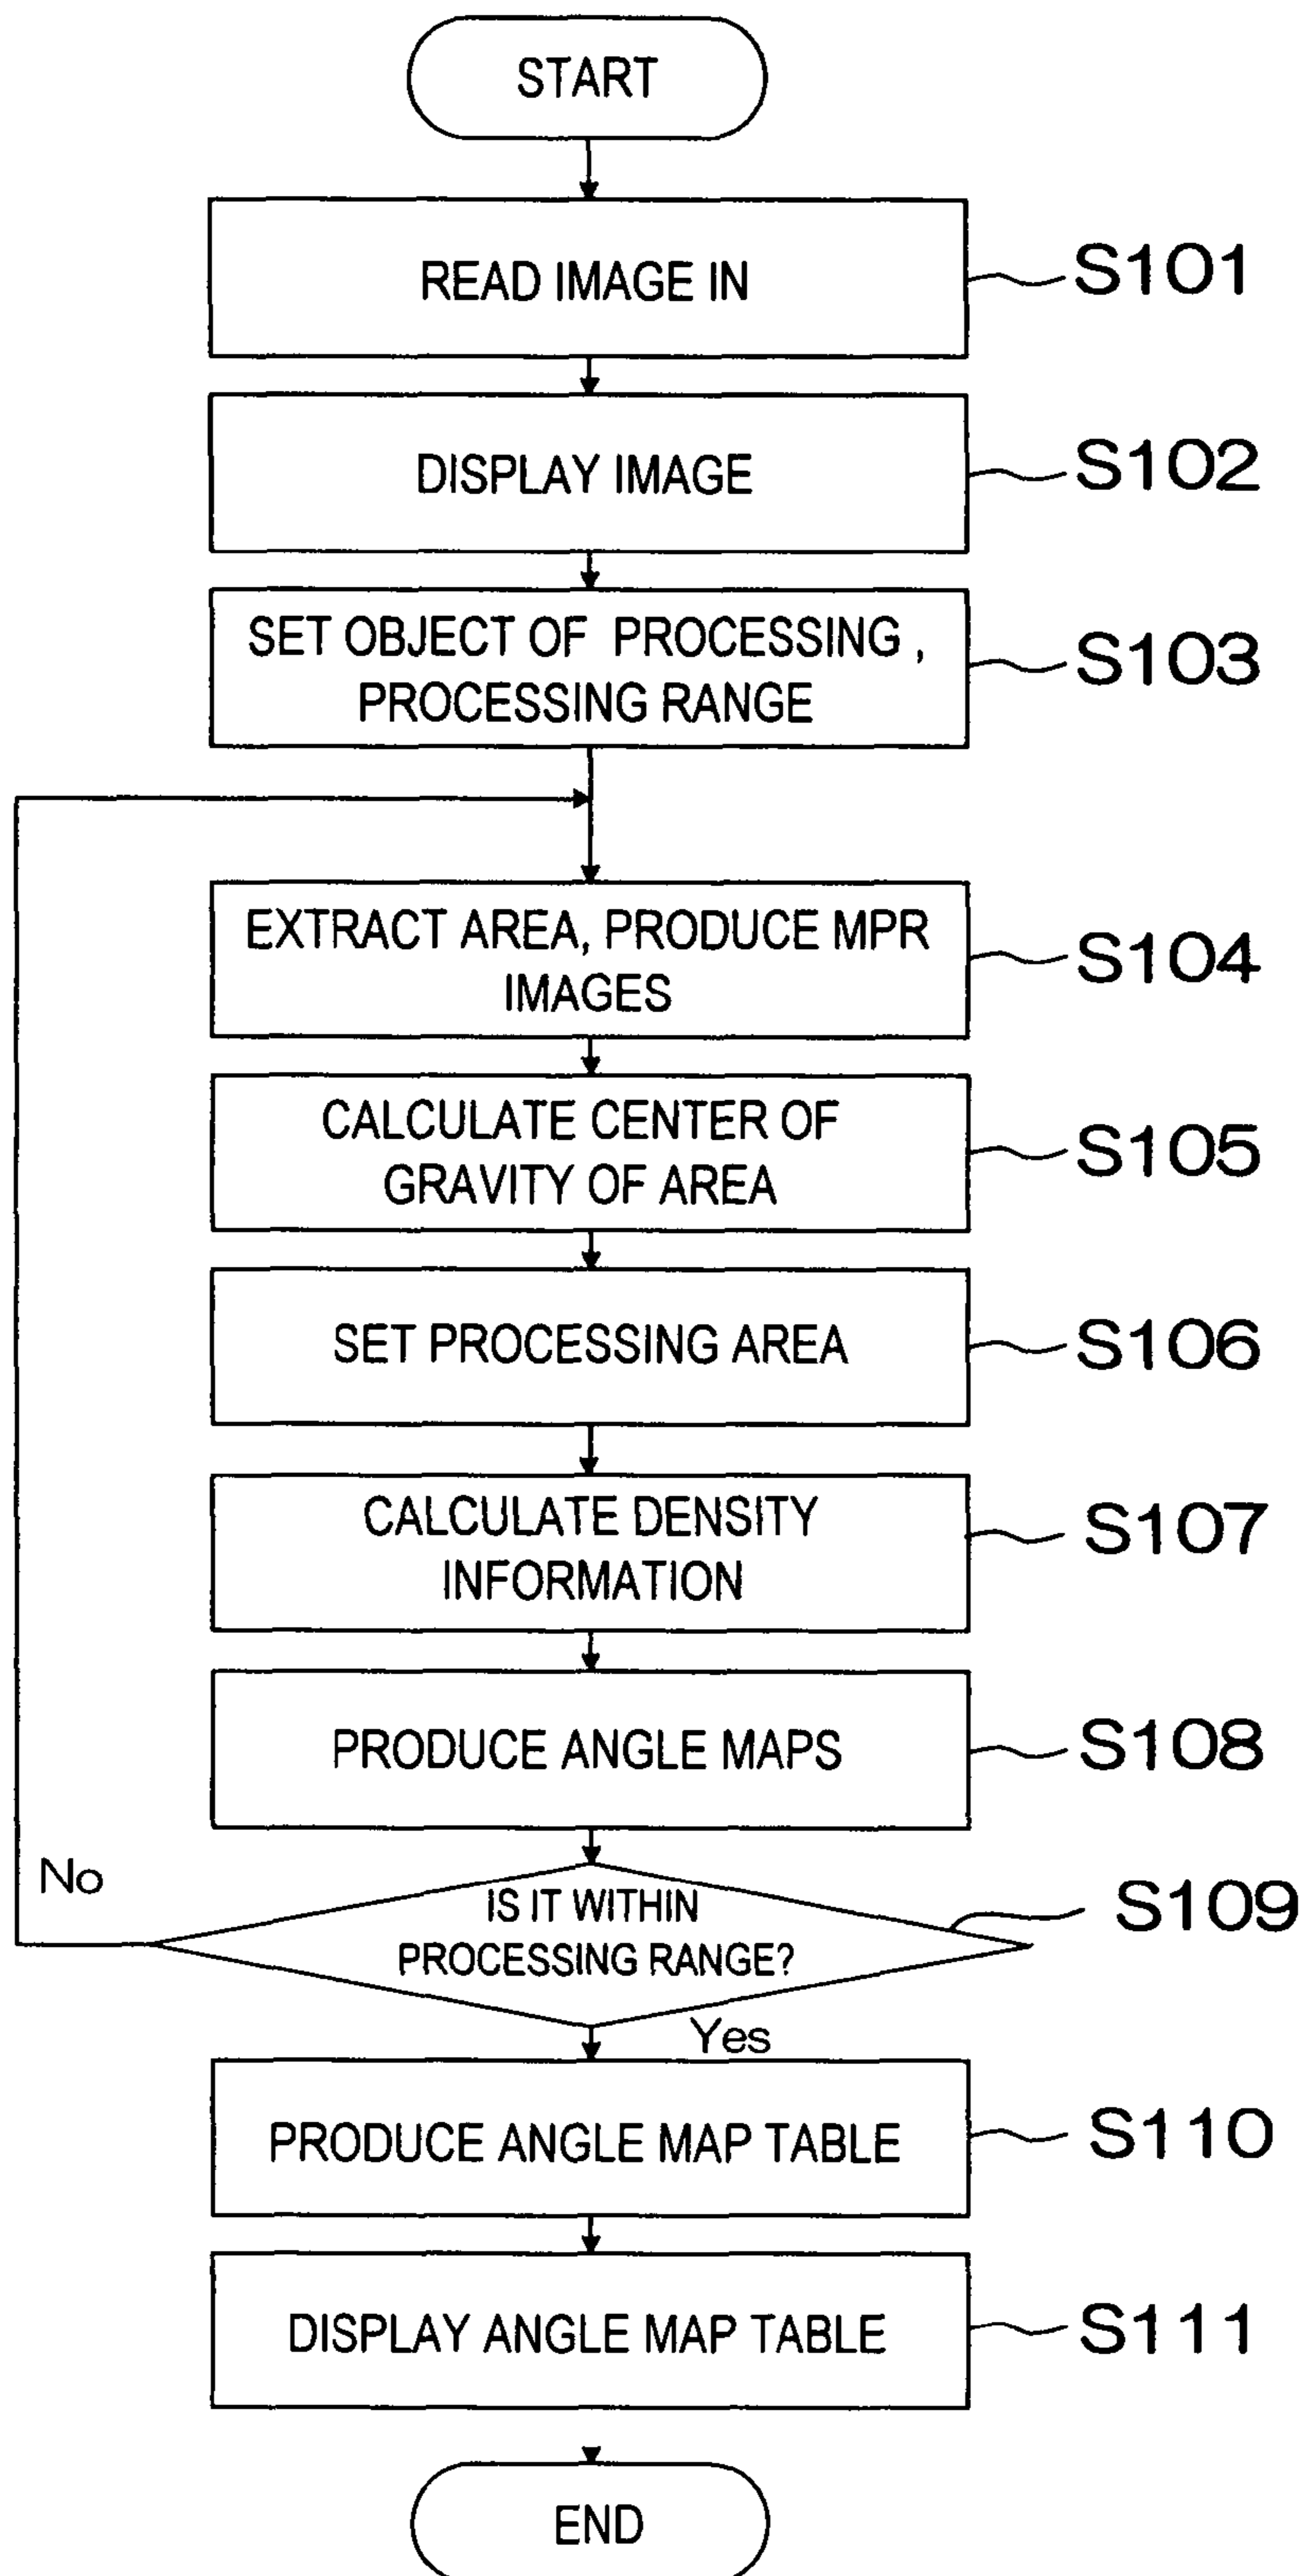 START
READ IMAGE IN
S101
DISPLAY IMAGE
S102
SET OBJECT OF PROCESSING ,
PROCESSING RANGE
S103
EXTRACT AREA, PRODUCE MPR
IMAGES
S104
CALCULATE CENTER OF
GRAVITY OF AREA
S105
SET PROCESSING AREA
S106
CALCULATE DENSITY
INFORMATION
S107
PRODUCE ANGLE MAPS
S108
No
IS IT WITHIN
PROCESSING RANGE?
S109
Yes
PRODUCE ANGLE MAP TABLE
S110
DISPLAY ANGLE MAP TABLE
S111
END